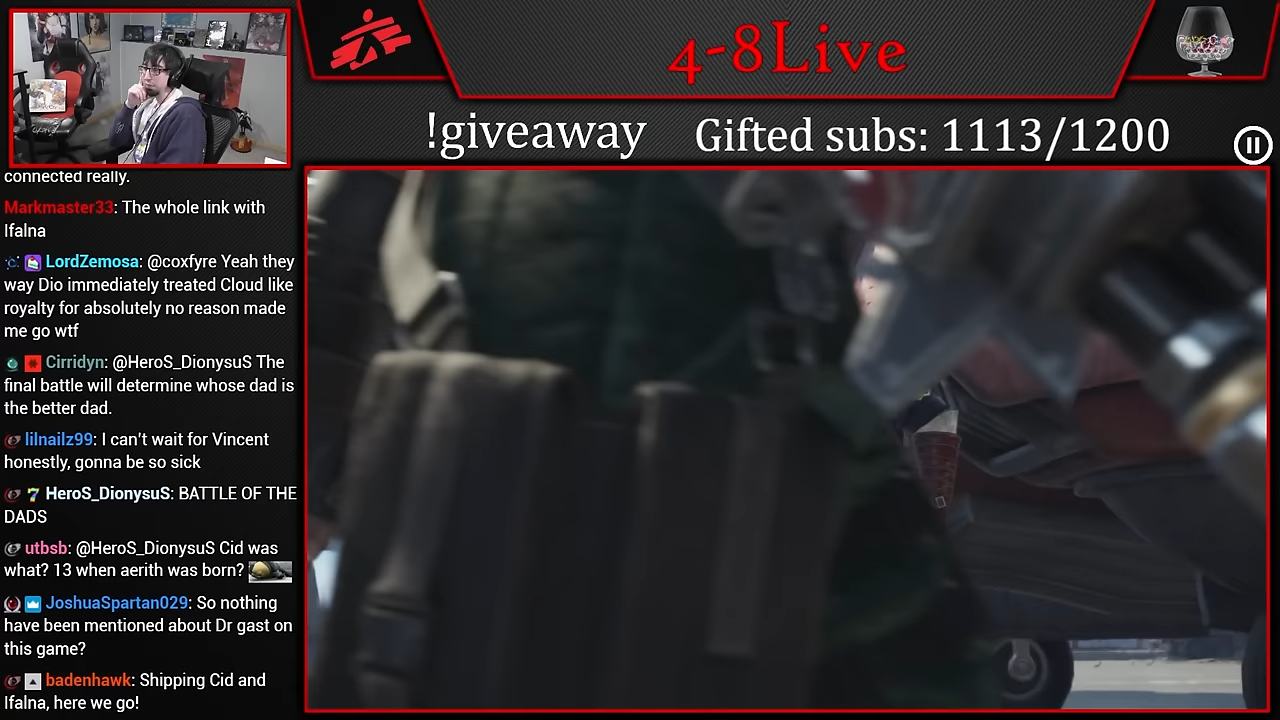 4-8Live
!giveaway
Gifted subs: 1113/1200
connected really.
Markmaster33: The whole link with
Ifalna
LordZemosa: @coxfyre Yeah they
way Dio immediately treated Cloud like
royalty for absolutely no reason made
me go wtf
Cirridyn: @HeroS_DionysuS The
final battle will determine whose dad is
the better dad.
lilnailz99: I can't wait for Vincent
honestly, gonna be so sick
HeroS_DionysuS: BATTLE OF THE
DADS
utbsb: @HeroS_DionysuS Cid was
what? 13 when aerith was born?
JoshuaSpartan029: So nothing
have been mentioned about Dr gast on
this game?
badenhawk: Shipping Cid and
Ifalna, here we go!